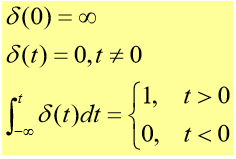 δ(0) = ∞
δ(t) = 0, t ≠ 0
∫_{-∞}^{t} δ(t)dt = { 1, t > 0
0, t < 0